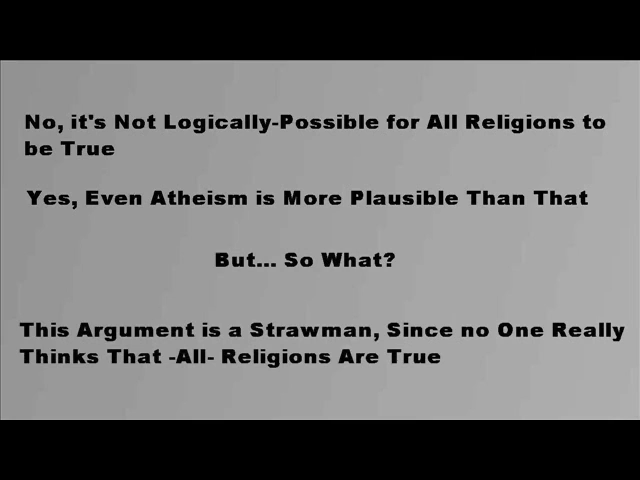 No, it's Not Logically-Possible for All Religions to
be True
Yes, Even Atheism is More Plausible Than That
But... So What?
This Argument is a Strawman, Since no One Really
Thinks That -All- Religions Are True